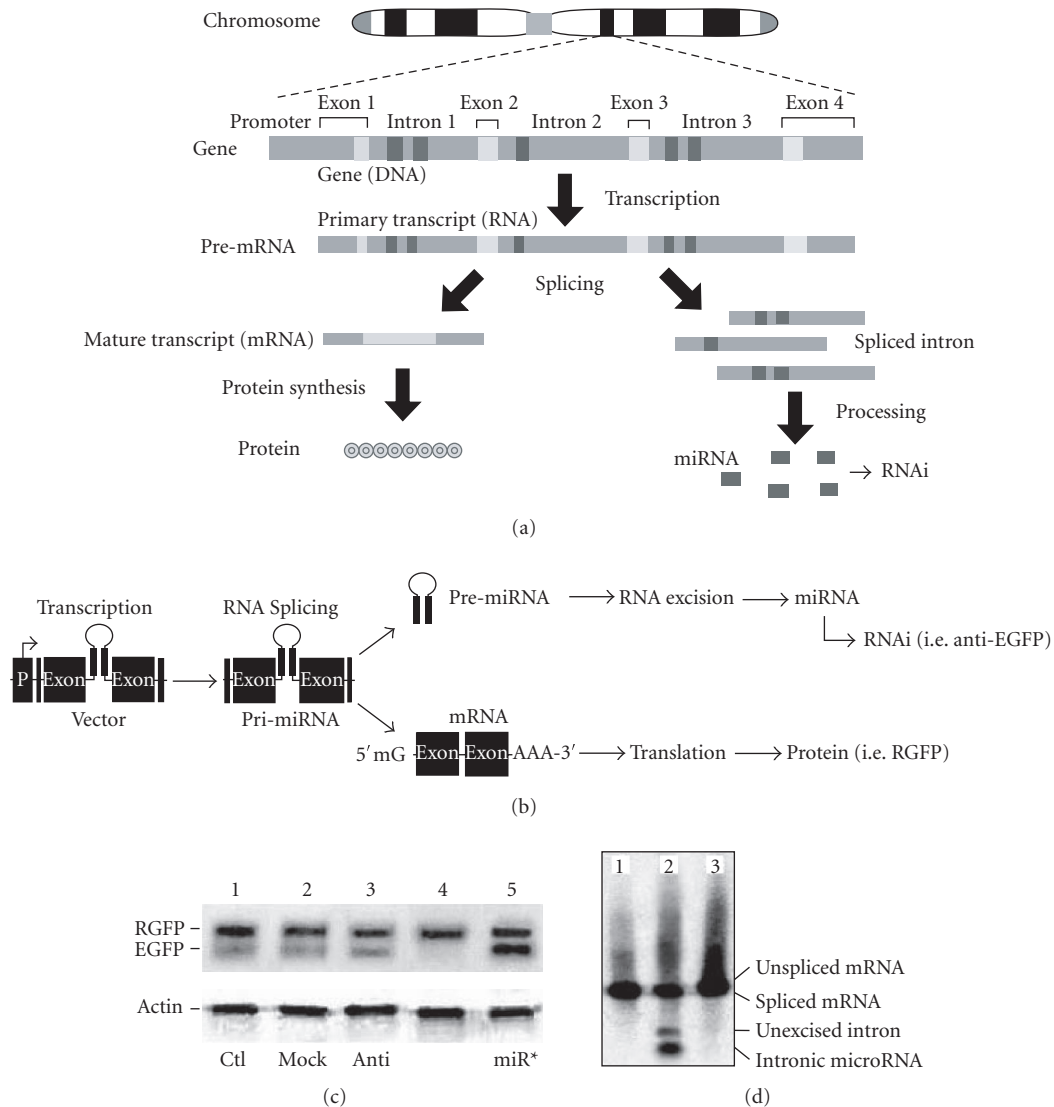 Chromosome
Exon 1 Exon 2 Exon 3 Exon 4
Promoter Intron 1 Intron 2 Intron 3
Gene
Gene (DNA)
Transcription
Primary transcript (RNA)
Pre-mRNA
Splicing
Mature transcript (mRNA)
Spliced intron
Protein synthesis
Processing
Protein
miRNA
RNAi
(a)
Transcription
RNA Splicing
Pre-miRNA
RNA excision
miRNA
RNAi (i.e. anti-EGFP)
P Exon Exon
Exon Exon
Vector
Pri-miRNA
mRNA
5′ mG Exon Exon AAA-3′
Translation
Protein (i.e. RGFP)
(b)
1 2 3 4 5
RGFP
EGFP
Actin
Ctl Mock Anti miR*
(c)
1 2 3
Unspliced mRNA
Spliced mRNA
Unexcised intron
Intronic microRNA
(d)